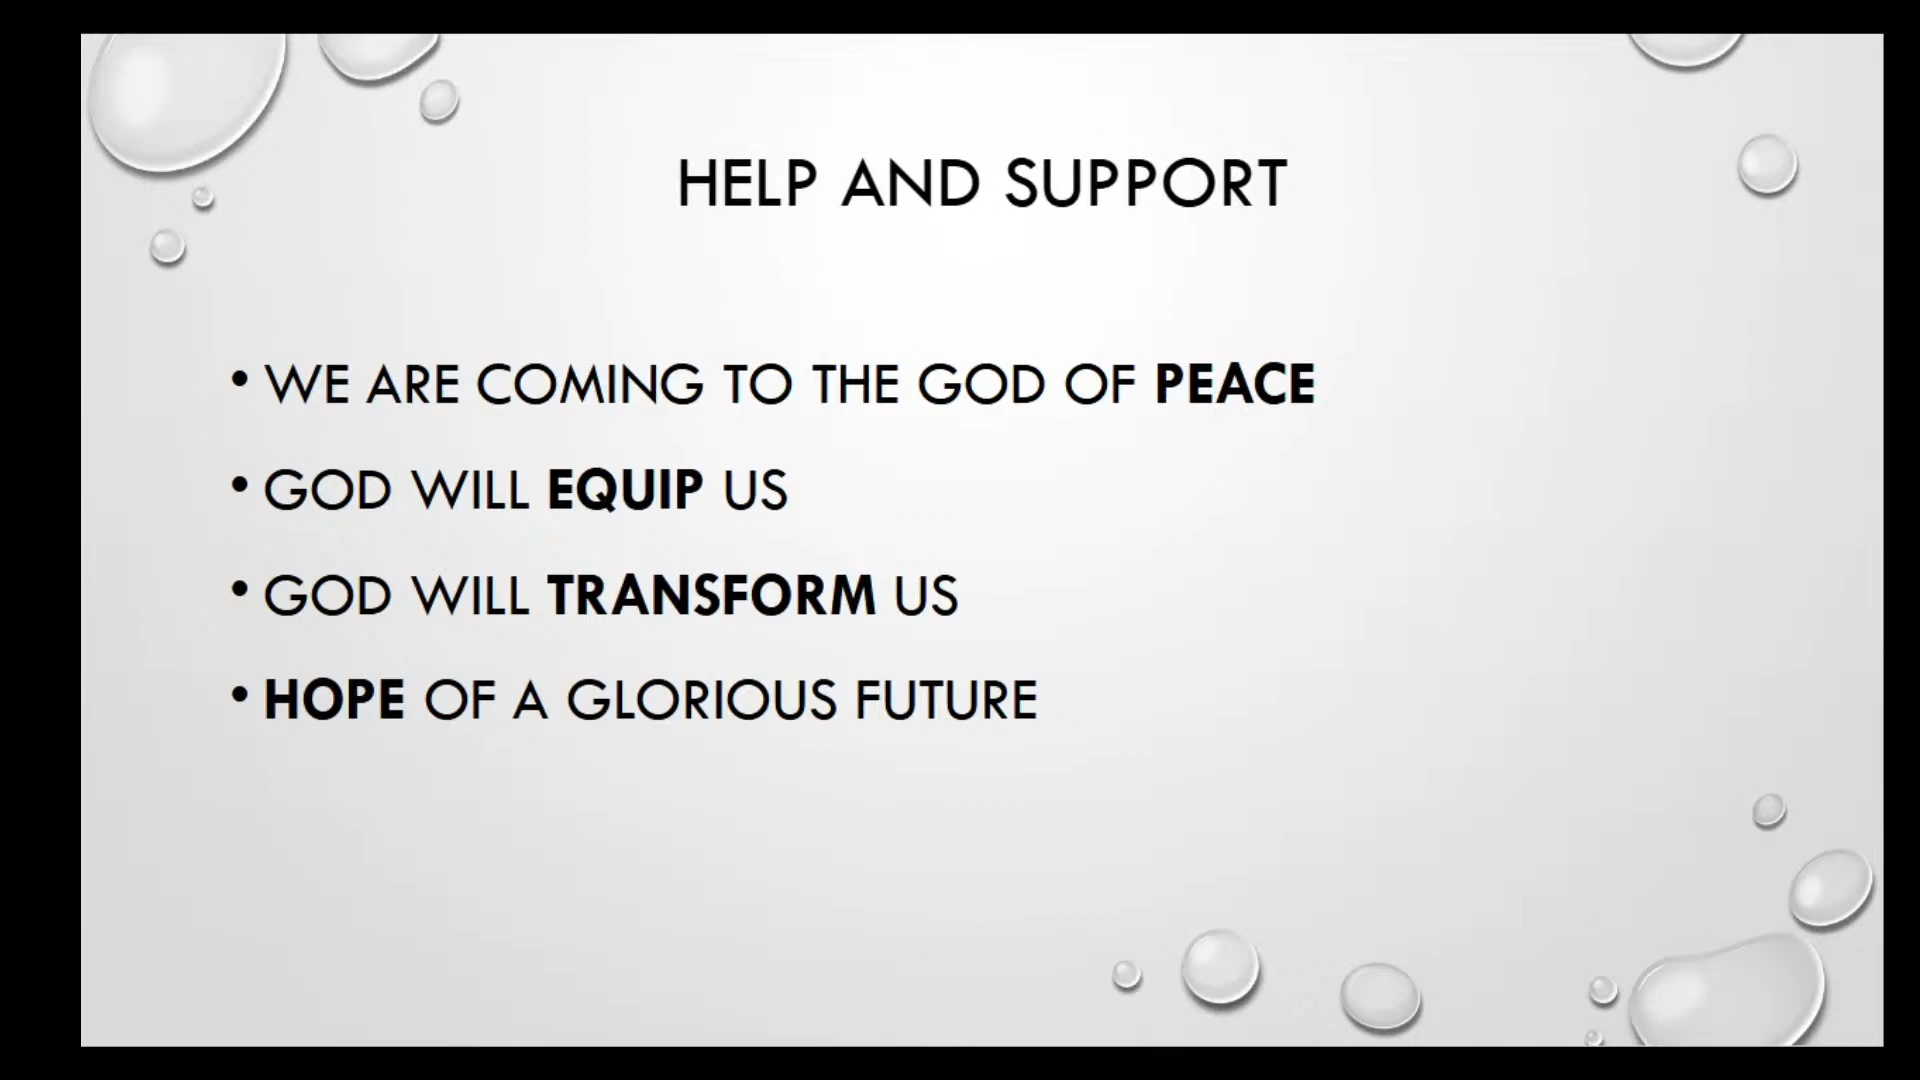 HELP AND SUPPORT
• WE ARE COMING TO THE GOD OF PEACE
• GOD WILL EQUIP US
• GOD WILL TRANSFORM US
• HOPE OF A GLORIOUS FUTURE